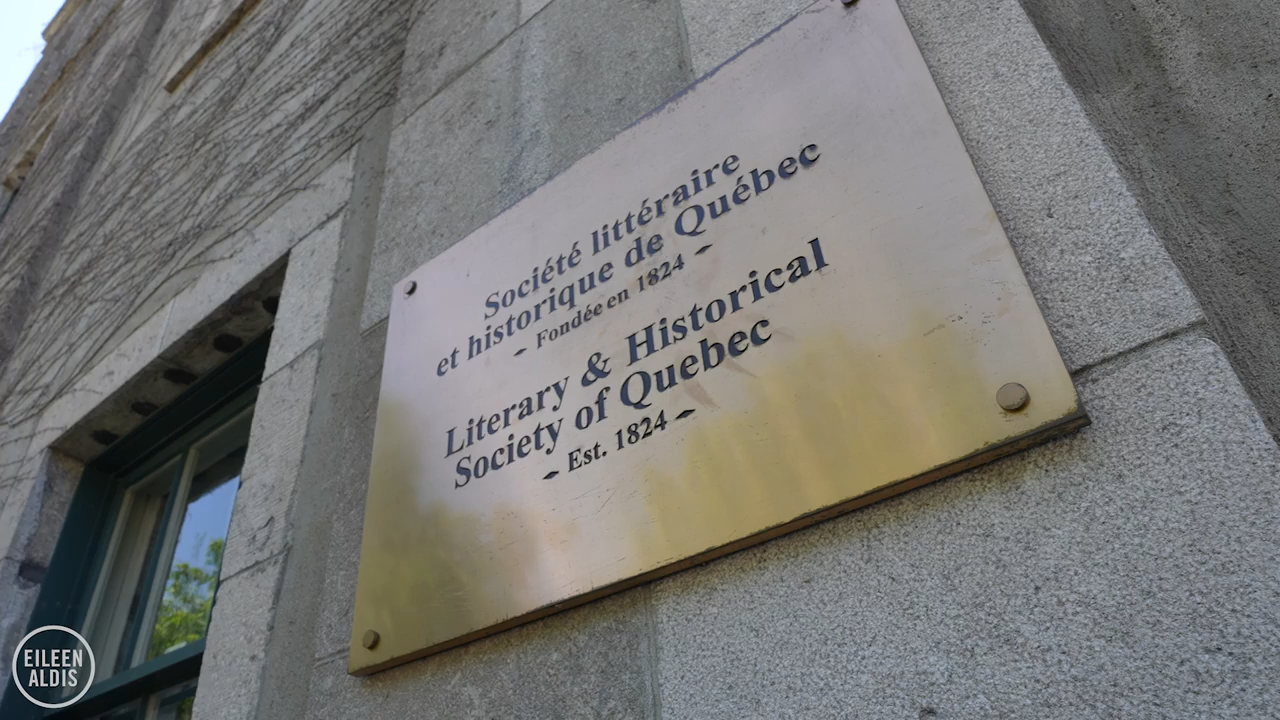 Société littéraire
et historique de Québec
Fondée en 1824
Literary & Historical
Society of Quebec
Est. 1824
EILEEN
ALDIS